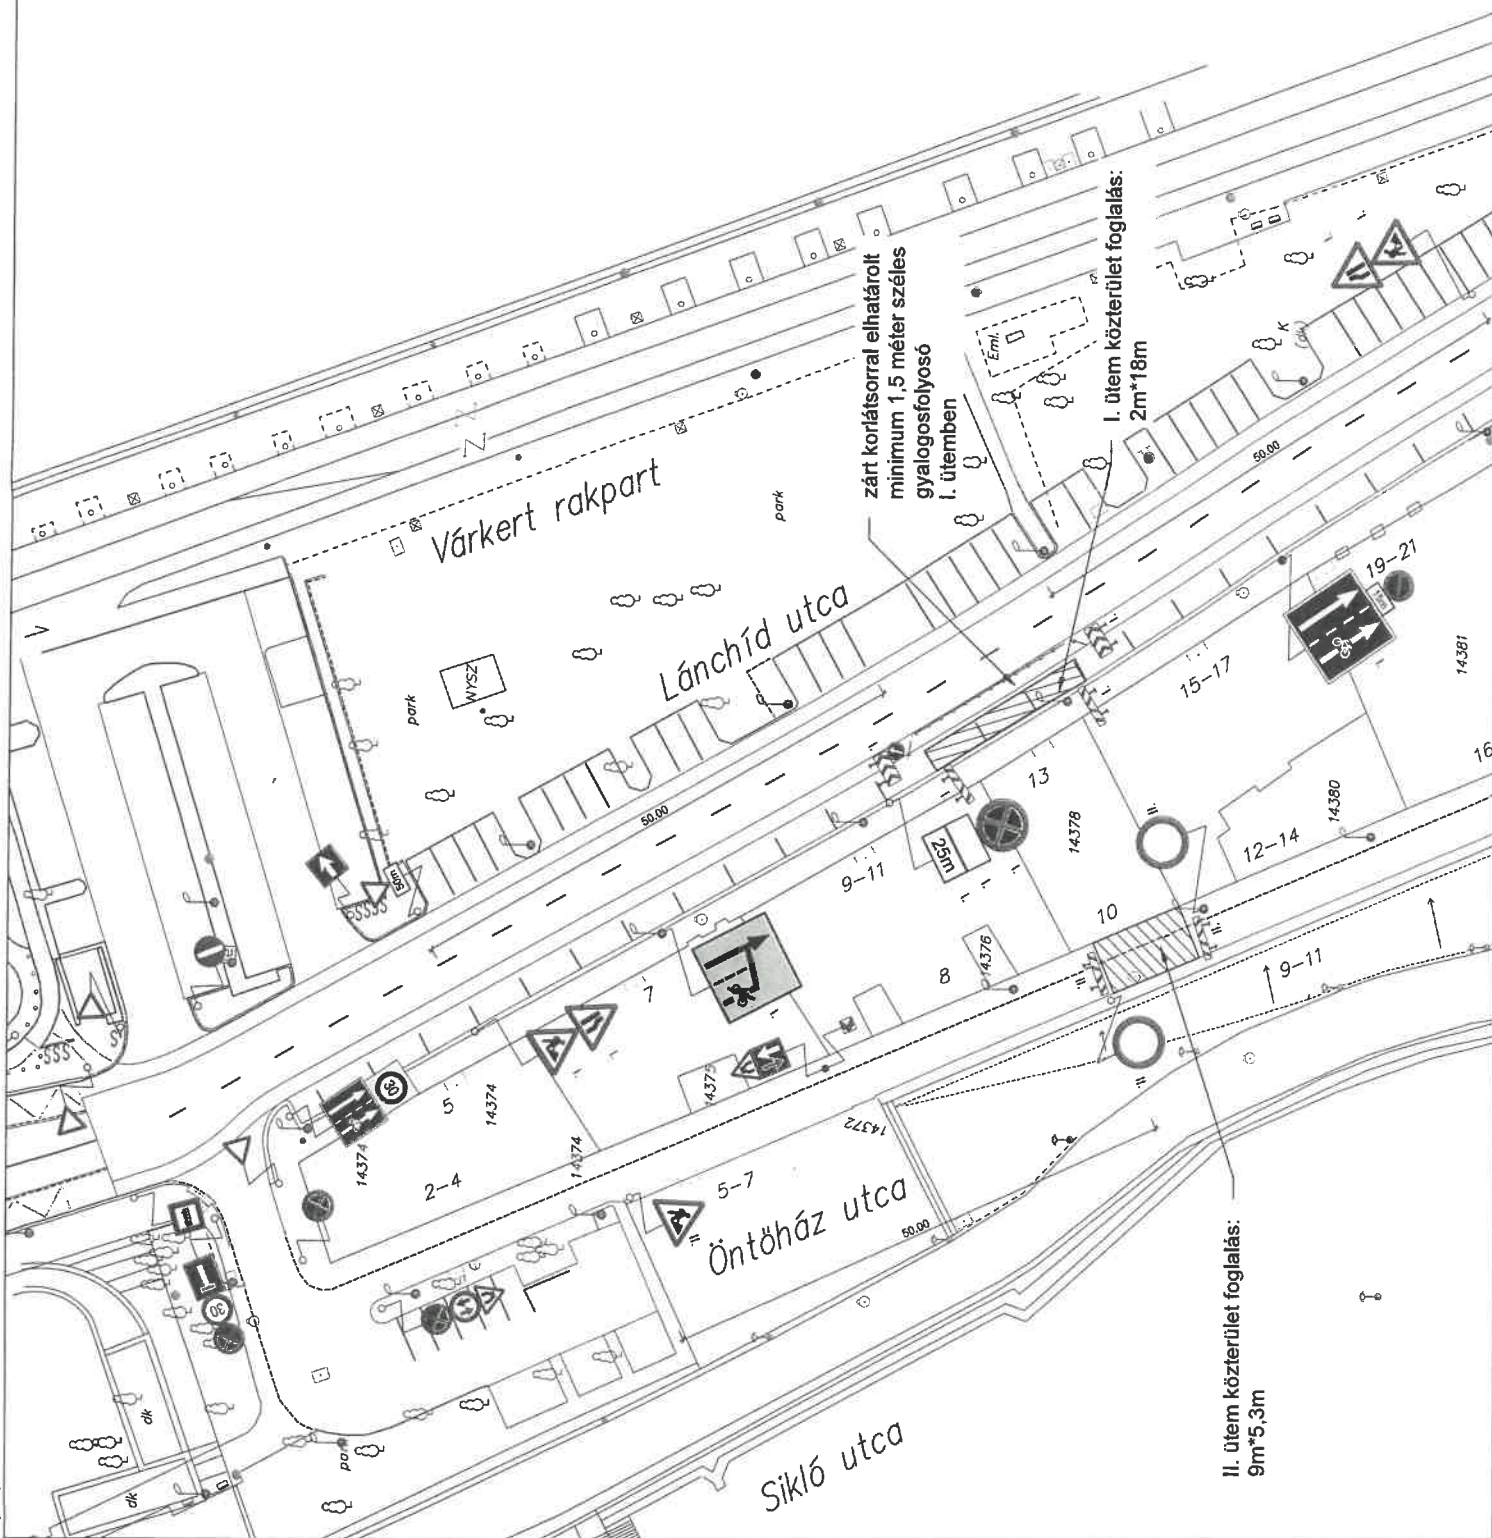 Várkert rakpart
zárt korlátsorral elhatárolt
minimum 1,5 méter széles
gyalogosfolyosó
I. ütemben
I. ütem közterület foglalás:
2m*18m
Eml.
K
park
park
NYSZ
Lánchíd utca
50.00
50.00
50m
19-21
15m
14381
15-17
13
16
14380
12-14
14378
25m
9-11
10
14376
8
9-11
7
14375
14372
5
30
14374
14374
14374
2-4
5-7
Öntőház utca
50.00
30
dk
dk
Sikló utca
II. ütem közterület foglalás:
9m*5,3m